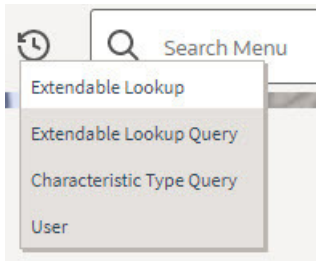 Search Menu
Extendable Lookup
Extendable Lookup Query
Characteristic Type Query
User